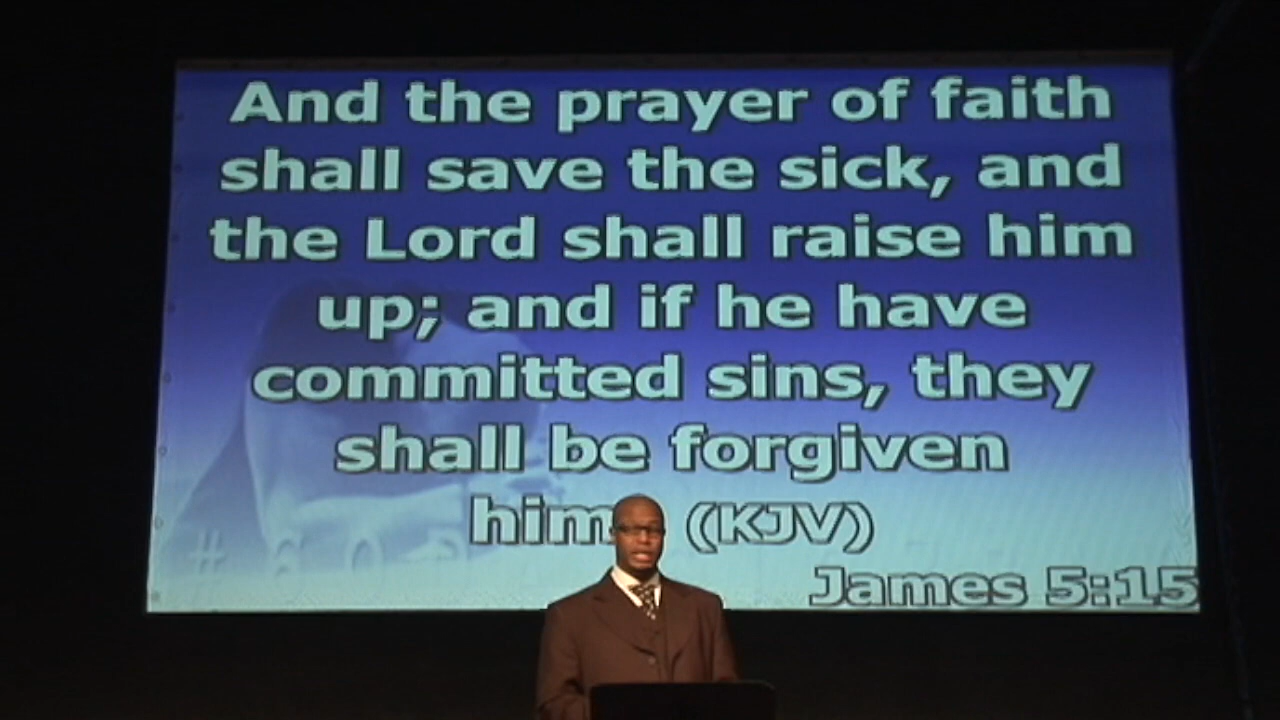 And the prayer of faith
shall save the sick, and
the Lord shall raise him
up; and if he have
committed sins, they
shall be forgiven
him (KJV)
James 5:15